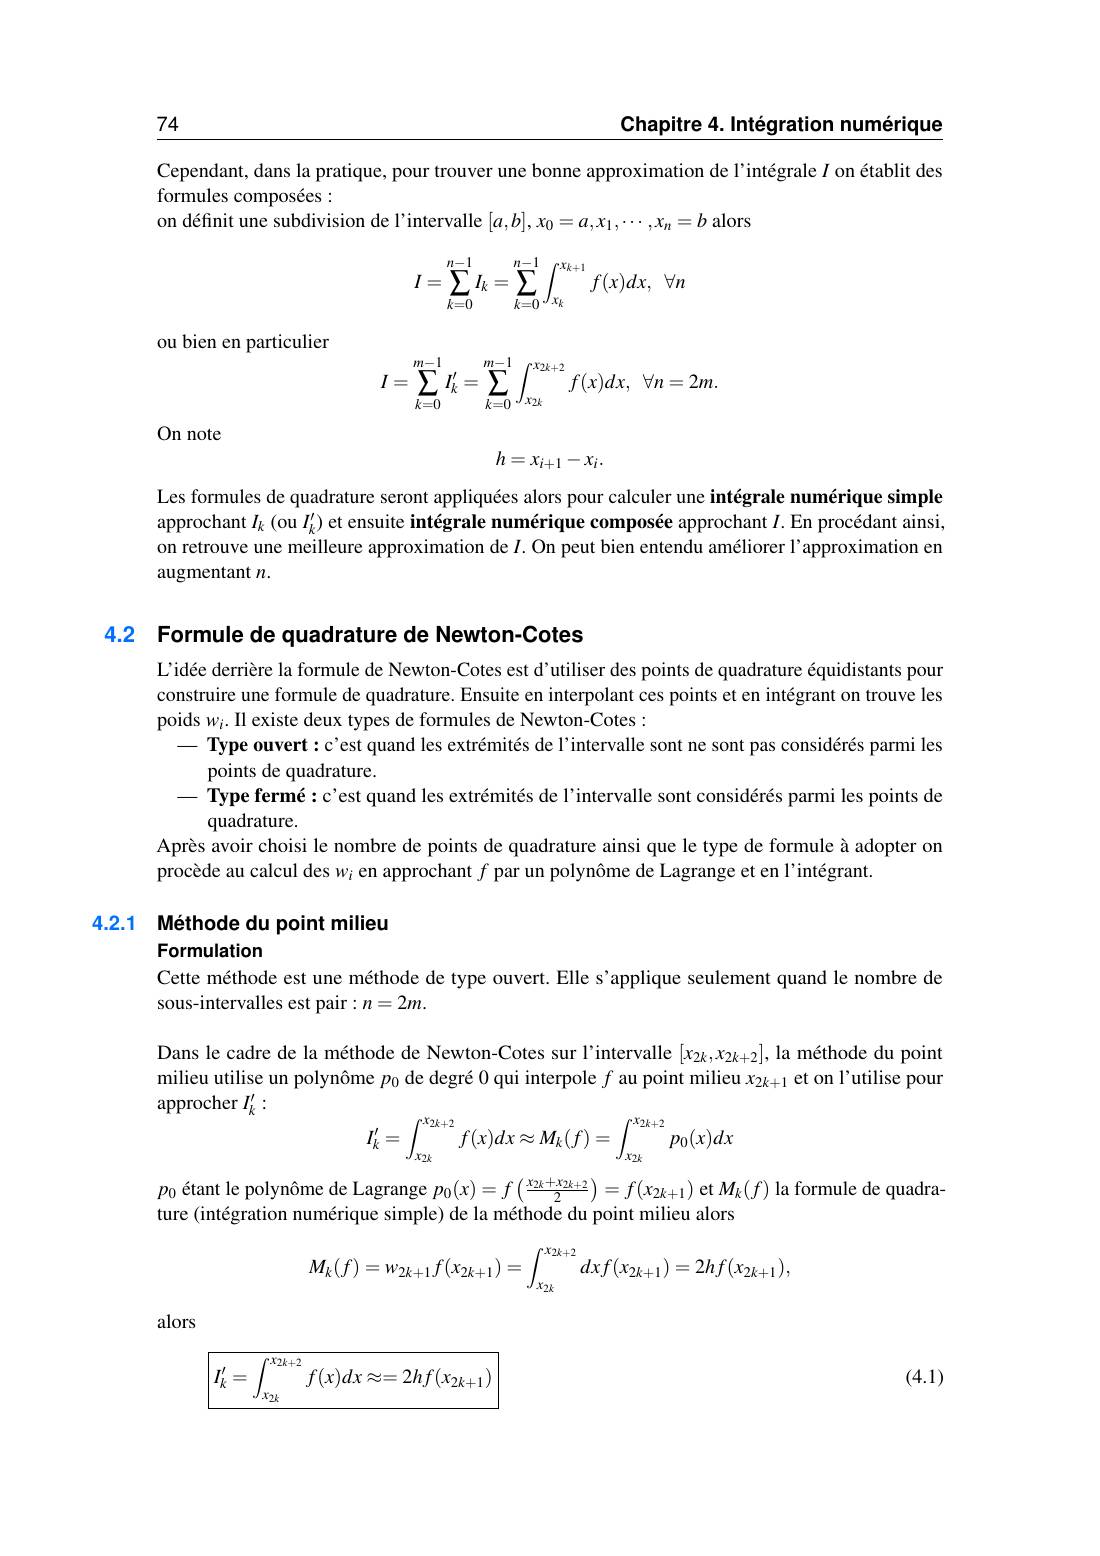 74 Chapitre 4. Intégration numérique
Cependant, dans la pratique, pour trouver une bonne approximation de l'intégrale I on établit des
formules composées :
on définit une subdivision de l'intervalle [a,b], x_0 = a,x_1,⋯,x_n = b alors
I = ∑_{k=0}^{n−1} I_k = ∑_{k=0}^{n−1} ∫_{x_k}^{x_{k+1}} f(x)dx, ∀n
ou bien en particulier
I = ∑_{k=0}^{m−1} I′_k = ∑_{k=0}^{m−1} ∫_{x_{2k}}^{x_{2k+2}} f(x)dx, ∀n = 2m.
On note
h = x_{i+1} − x_i.
Les formules de quadrature seront appliquées alors pour calculer une intégrale numérique simple
approchant I_k (ou I′_k) et ensuite intégrale numérique composée approchant I. En procédant ainsi,
on retrouve une meilleure approximation de I. On peut bien entendu améliorer l'approximation en
augmentant n.
4.2 Formule de quadrature de Newton-Cotes
L'idée derrière la formule de Newton-Cotes est d'utiliser des points de quadrature équidistants pour
construire une formule de quadrature. Ensuite en interpolant ces points et en intégrant on trouve les
poids w_i. Il existe deux types de formules de Newton-Cotes :
— Type ouvert : c'est quand les extrémités de l'intervalle sont ne sont pas considérés parmi les
points de quadrature.
— Type fermé : c'est quand les extrémités de l'intervalle sont considérés parmi les points de
quadrature.
Après avoir choisi le nombre de points de quadrature ainsi que le type de formule à adopter on
procède au calcul des w_i en approchant f par un polynôme de Lagrange et en l'intégrant.
4.2.1 Méthode du point milieu
Formulation
Cette méthode est une méthode de type ouvert. Elle s'applique seulement quand le nombre de
sous-intervalles est pair : n = 2m.
Dans le cadre de la méthode de Newton-Cotes sur l'intervalle [x_{2k},x_{2k+2}], la méthode du point
milieu utilise un polynôme p_0 de degré 0 qui interpole f au point milieu x_{2k+1} et on l'utilise pour
approcher I′_k :
I′_k = ∫_{x_{2k}}^{x_{2k+2}} f(x)dx ≈ M_k(f) = ∫_{x_{2k}}^{x_{2k+2}} p_0(x)dx
p_0 étant le polynôme de Lagrange p_0(x) = f((x_{2k}+x_{2k+2})/2) = f(x_{2k+1}) et M_k(f) la formule de quadra-
ture (intégration numérique simple) de la méthode du point milieu alors
M_k(f) = w_{2k+1}f(x_{2k+1}) = ∫_{x_{2k}}^{x_{2k+2}} dxf(x_{2k+1}) = 2hf(x_{2k+1}),
alors
I′_k = ∫_{x_{2k}}^{x_{2k+2}} f(x)dx ≈= 2hf(x_{2k+1}) (4.1)